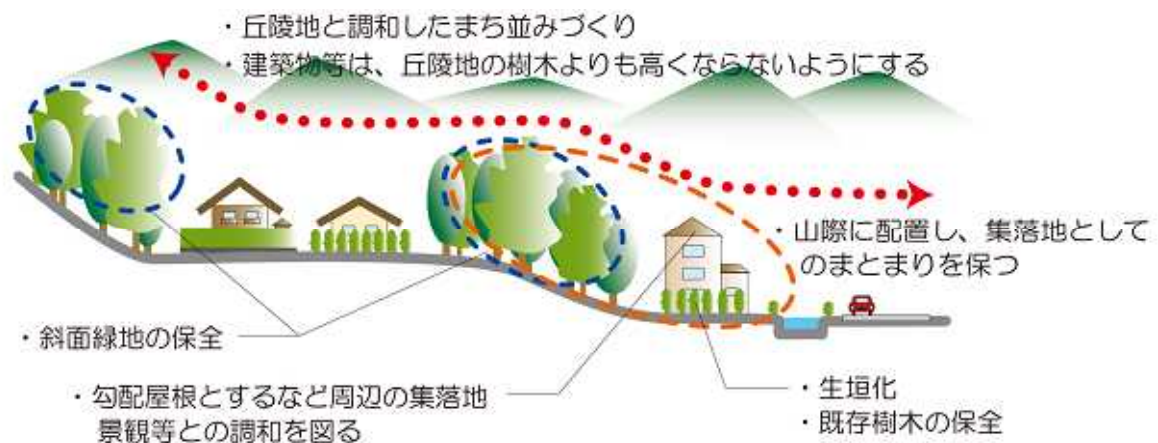 ・丘陵地と調和したまち並みづくり
・建築物等は、丘陵地の樹木よりも高くならないようにする
・山際に配置し、集落地として
のまとまりを保つ
・斜面緑地の保全
・勾配屋根とするなど周辺の集落地
景観等との調和を図る
・生垣化
・既存樹木の保全